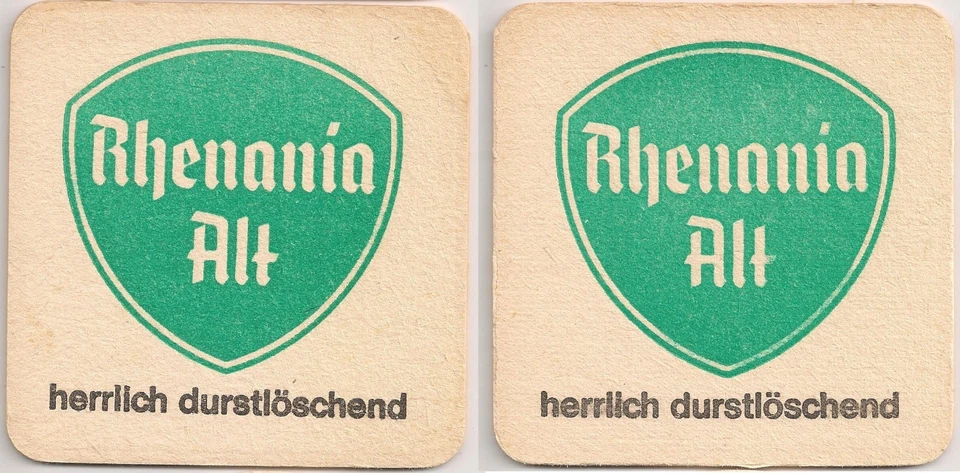 Rhenania
Alt
herrlich durstlöschend
Rhenania
Alt
herrlich durstlöschend